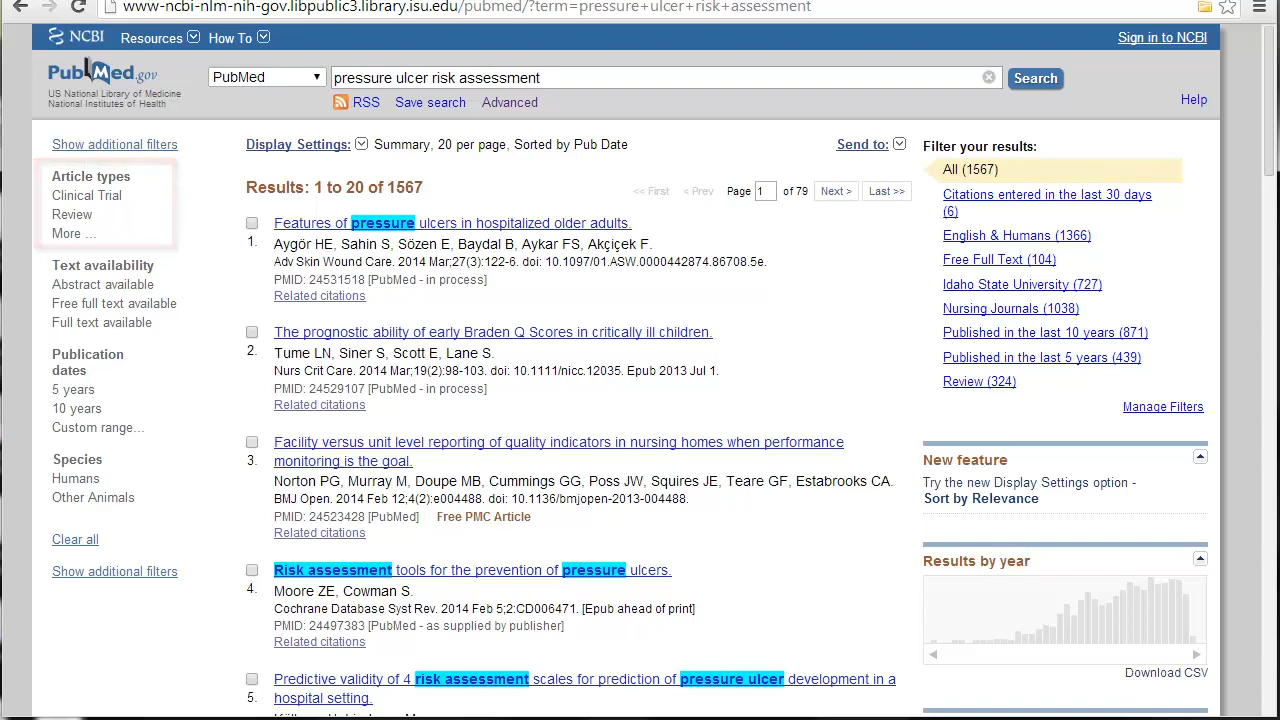 www-ncbi-nlm-nih-gov.libpublic3.library.isu.edu/pubmed/?term=pressure+ulcer+risk+assessment
NCBI Resources How To Sign in to NCBI
PubMed.gov
US National Library of Medicine
National Institutes of Health
PubMed pressure ulcer risk assessment Search
RSS Save search Advanced
Help
Show additional filters
Article types
Clinical Trial
Review
More ...
Text availability
Abstract available
Free full text available
Full text available
Publication
dates
5 years
10 years
Custom range...
Species
Humans
Other Animals
Clear all
Show additional filters
Display Settings: Summary, 20 per page, Sorted by Pub Date Send to:
Results: 1 to 20 of 1567
<< First < Prev Page 1 of 79 Next > Last >>
Features of pressure ulcers in hospitalized older adults.
1. Aygör HE, Sahin S, Sözen E, Baydal B, Aykar FS, Akçiçek F.
Adv Skin Wound Care. 2014 Mar;27(3):122-6. doi: 10.1097/01.ASW.0000442874.86708.5e.
PMID: 24531518 [PubMed - in process]
Related citations
The prognostic ability of early Braden Q Scores in critically ill children.
2. Tume LN, Siner S, Scott E, Lane S.
Nurs Crit Care. 2014 Mar;19(2):98-103. doi: 10.1111/nicc.12035. Epub 2013 Jul 1.
PMID: 24529107 [PubMed - in process]
Related citations
Facility versus unit level reporting of quality indicators in nursing homes when performance
3. monitoring is the goal.
Norton PG, Murray M, Doupe MB, Cummings GG, Poss JW, Squires JE, Teare GF, Estabrooks CA.
BMJ Open. 2014 Feb 12;4(2):e004488. doi: 10.1136/bmjopen-2013-004488.
PMID: 24523428 [PubMed] Free PMC Article
Related citations
Risk assessment tools for the prevention of pressure ulcers.
4. Moore ZE, Cowman S.
Cochrane Database Syst Rev. 2014 Feb 5;2:CD006471. [Epub ahead of print]
PMID: 24497383 [PubMed - as supplied by publisher]
Related citations
Predictive validity of 4 risk assessment scales for prediction of pressure ulcer development in a
5. hospital setting.
Filter your results:
All (1567)
Citations entered in the last 30 days
(6)
English & Humans (1366)
Free Full Text (104)
Idaho State University (727)
Nursing Journals (1038)
Published in the last 10 years (871)
Published in the last 5 years (439)
Review (324)
Manage Filters
New feature
Try the new Display Settings option -
Sort by Relevance
Results by year
Download CSV